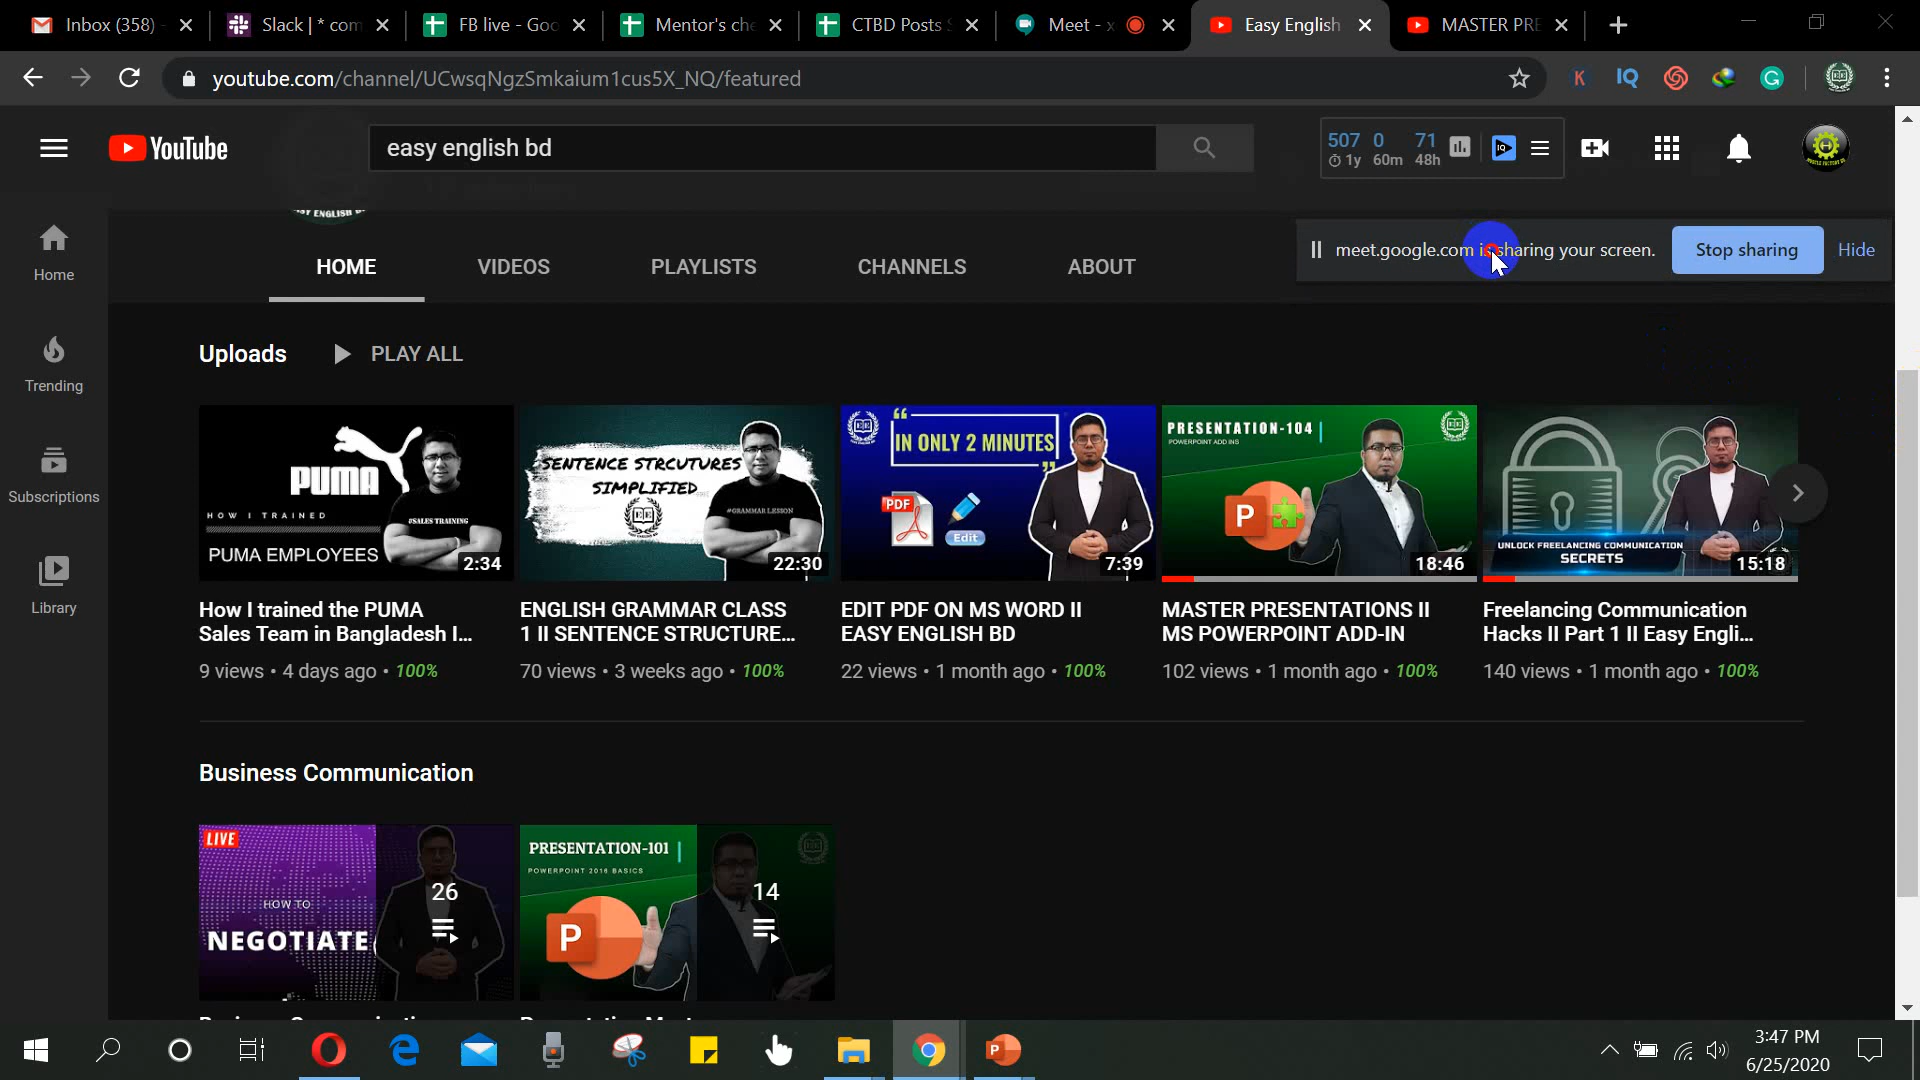 Inbox (358)
Slack | * com
FB live - Goo
Mentor's che
CTBD Posts S
Meet - x
Easy English
MASTER PRE
youtube.com/channel/UCwsqNgzSmkaium1cus5X_NQ/featured
K
IQ
YouTube
easy english bd
507 0 71
1y 60m 48h
Home
Trending
Subscriptions
Library
HOME VIDEOS PLAYLISTS CHANNELS ABOUT
meet.google.com is sharing your screen.
Stop sharing
Hide
Uploads
PLAY ALL
PUMA
HOW I TRAINED
PUMA EMPLOYEES
#SALES TRAINING
2:34
How I trained the PUMA
Sales Team in Bangladesh I...
9 views • 4 days ago • 100%
SENTENCE STRCUTURES
SIMPLIFIED
#GRAMMAR LESSON
22:30
ENGLISH GRAMMAR CLASS
1 II SENTENCE STRUCTURE...
70 views • 3 weeks ago • 100%
“IN ONLY 2 MINUTES”
PDF
Edit
7:39
EDIT PDF ON MS WORD II
EASY ENGLISH BD
22 views • 1 month ago • 100%
PRESENTATION-104
POWERPOINT ADD INS
P
18:46
MASTER PRESENTATIONS II
MS POWERPOINT ADD-IN
102 views • 1 month ago • 100%
UNLOCK FREELANCING COMMUNICATION
SECRETS
15:18
Freelancing Communication
Hacks II Part 1 II Easy Engli...
140 views • 1 month ago • 100%
Business Communication
LIVE
HOW TO
NEGOTIATE
26
PRESENTATION-101
POWERPOINT 2016 BASICS
P
14
3:47 PM
6/25/2020